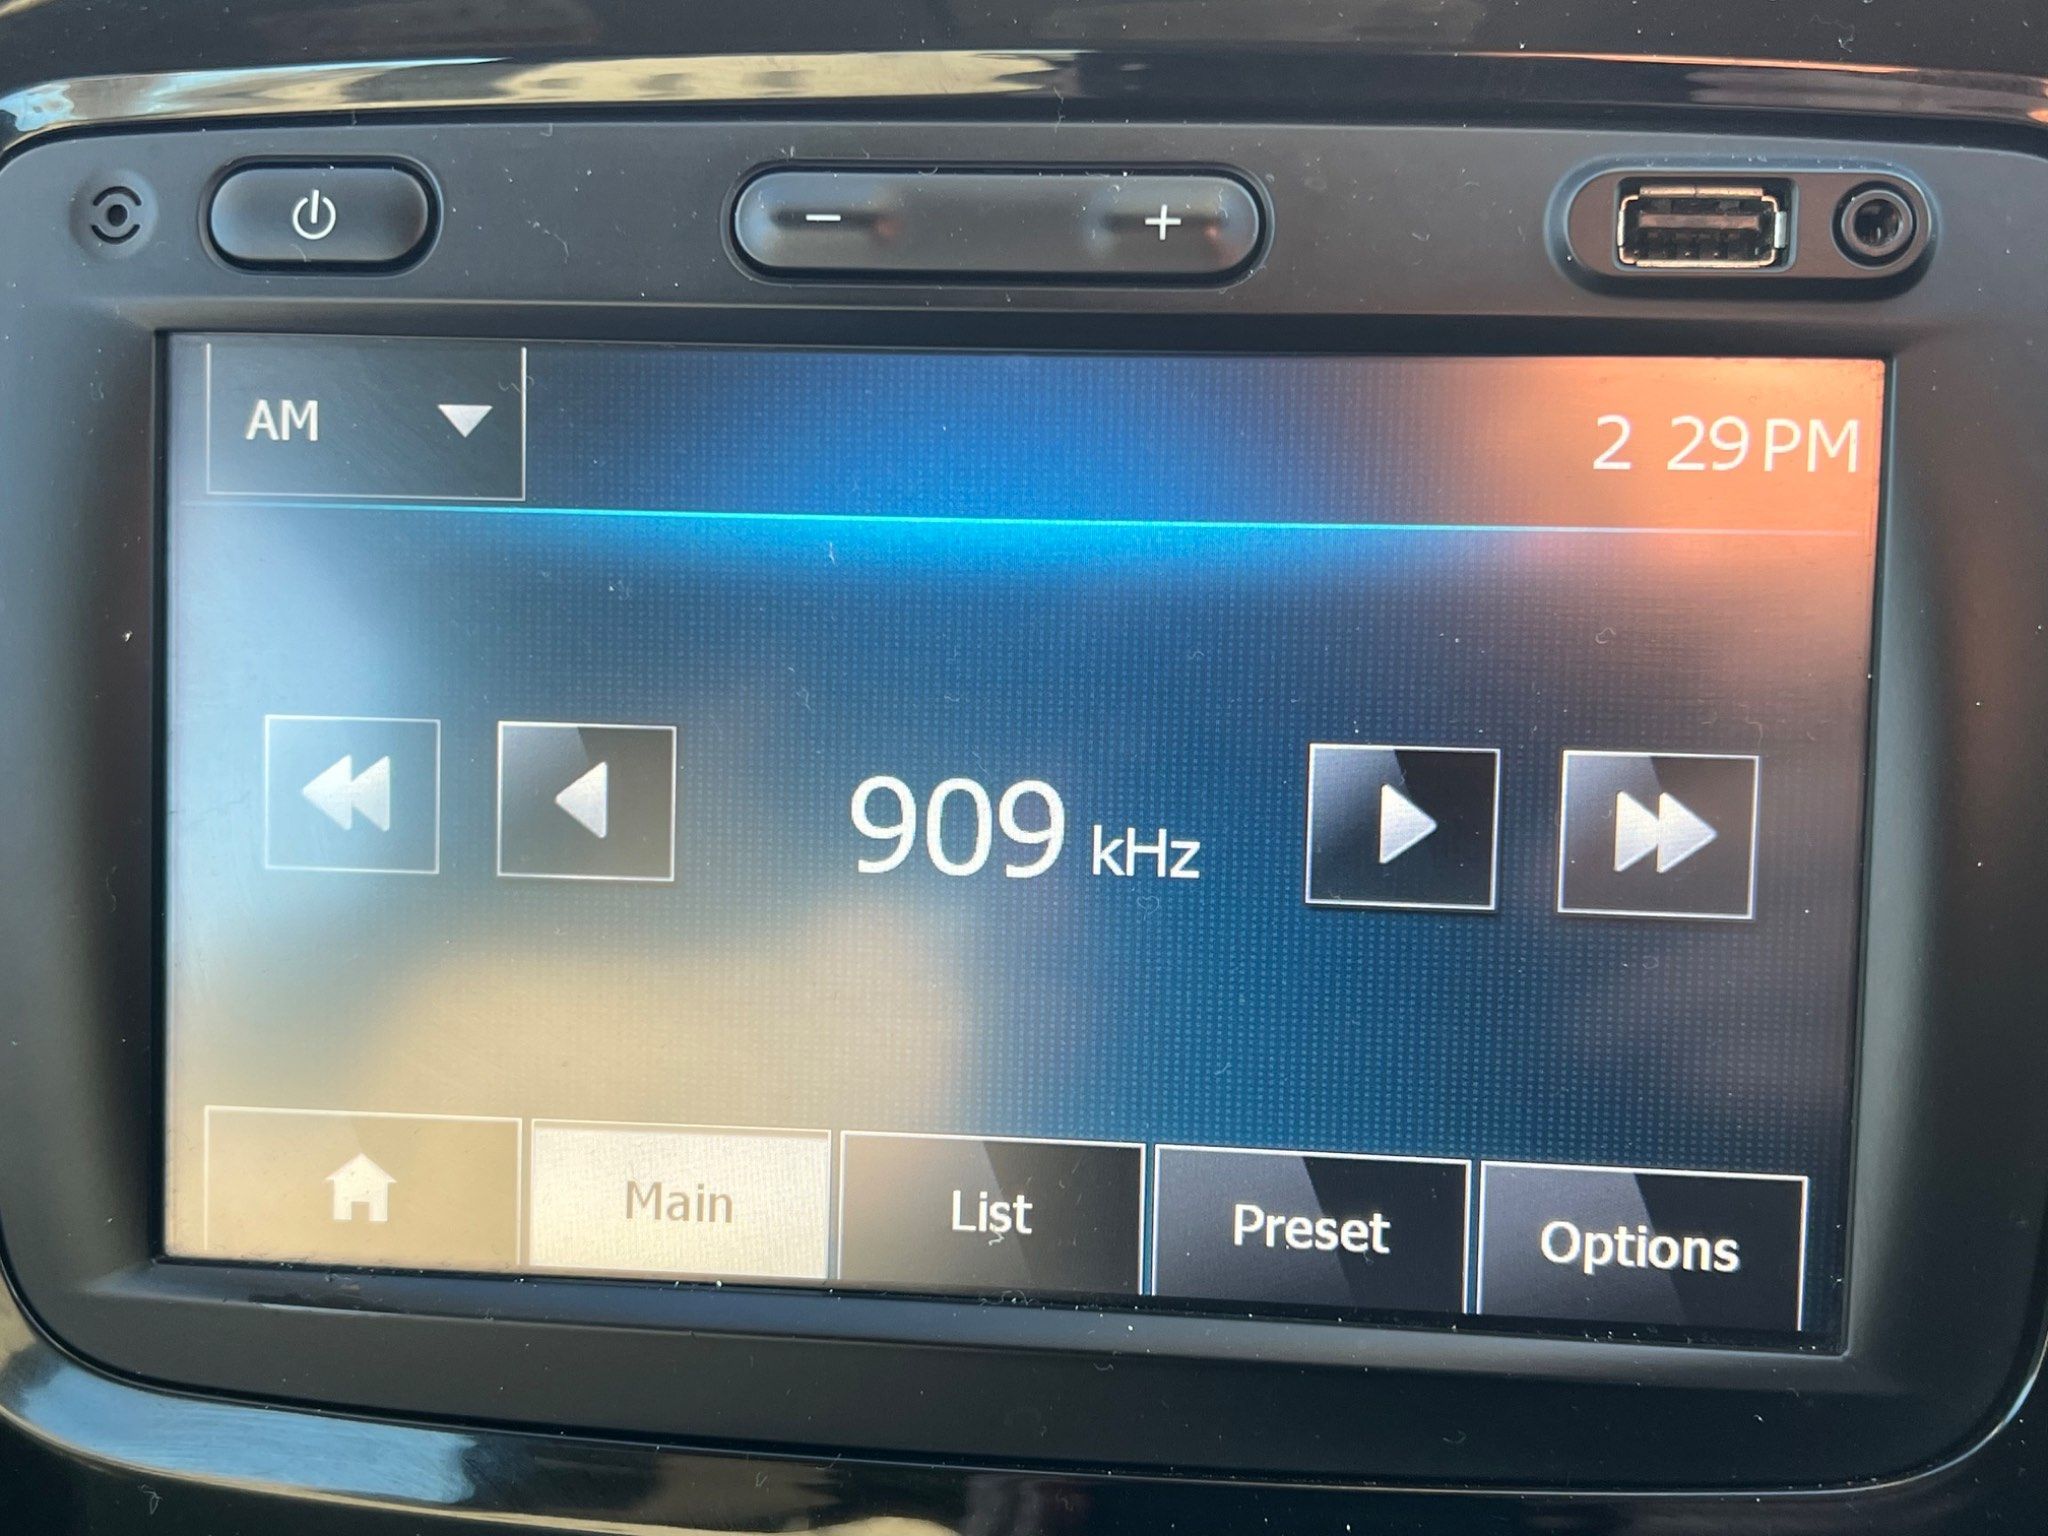 AM
2 29 PM
909 kHz
Main
List
Preset
Options